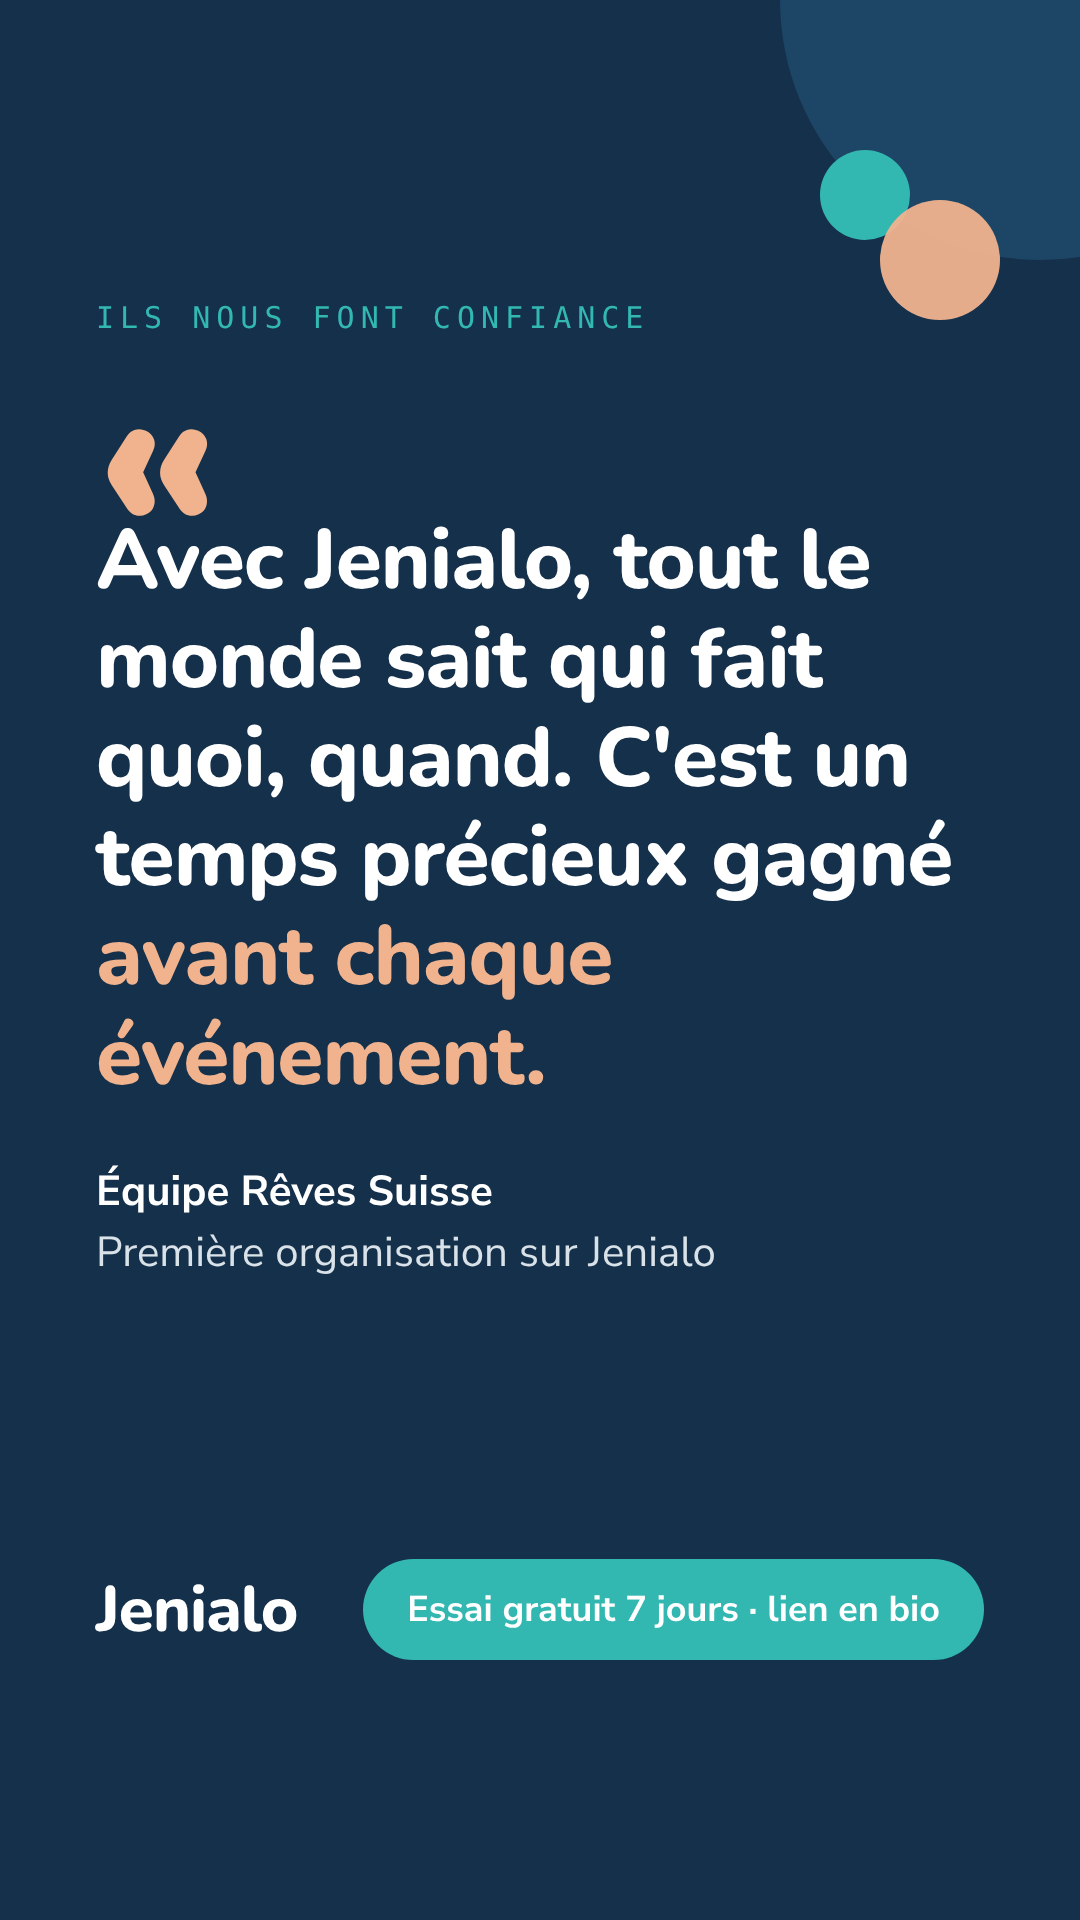 ILS NOUS FONT CONFIANCE
«
Avec Jenialo, tout le
monde sait qui fait
quoi, quand. C'est un
temps précieux gagné
avant chaque
événement.
Équipe Rêves Suisse
Première organisation sur Jenialo
Jenialo
Essai gratuit 7 jours · lien en bio